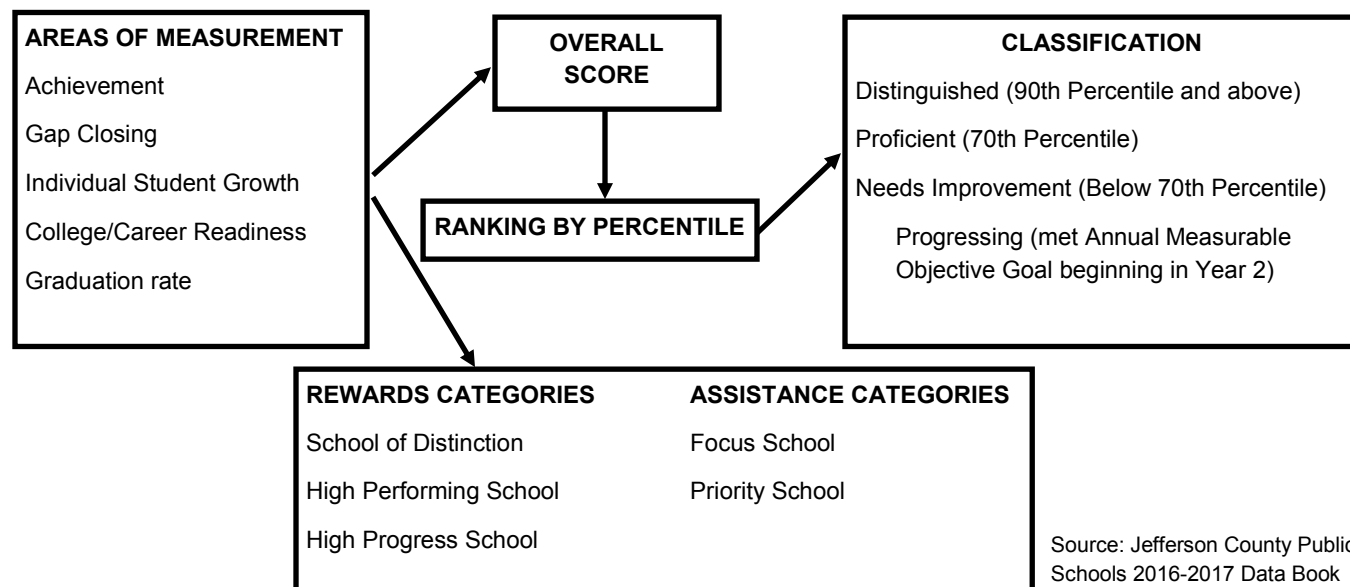 AREAS OF MEASUREMENT
Achievement
Gap Closing
Individual Student Growth
College/Career Readiness
Graduation rate
OVERALL
SCORE
RANKING BY PERCENTILE
CLASSIFICATION
Distinguished (90th Percentile and above)
Proficient (70th Percentile)
Needs Improvement (Below 70th Percentile)
Progressing (met Annual Measurable
Objective Goal beginning in Year 2)
REWARDS CATEGORIES
School of Distinction
High Performing School
High Progress School
ASSISTANCE CATEGORIES
Focus School
Priority School
Source: Jefferson County Public
Schools 2016-2017 Data Book